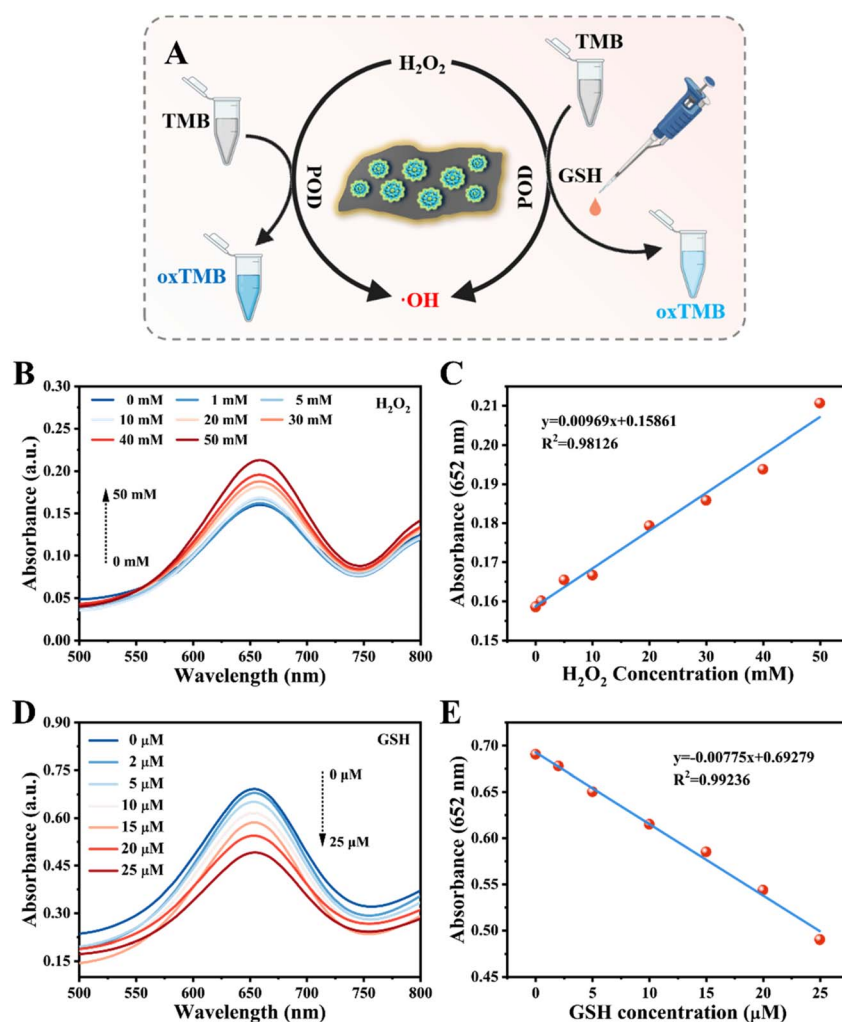 A
TMB
H₂O₂
TMB
POD
POD
GSH
oxTMB
·OH
oxTMB
B
Absorbance (a.u.)
0.30
0.25
0.20
0.15
0.10
0.05
0.00
0 mM 1 mM 5 mM
10 mM 20 mM 30 mM
40 mM 50 mM
H₂O₂
50 mM
0 mM
500 550 600 650 700 750 800
Wavelength (nm)
C
Absorbance (652 nm)
0.21
0.20
0.19
0.18
0.17
0.16
0.15
y=0.00969x+0.15861
R²=0.98126
0 10 20 30 40 50
H₂O₂ Concentration (mM)
D
Absorbance (a.u.)
0.90
0.75
0.60
0.45
0.30
0.15
0 μM
2 μM
5 μM
10 μM
15 μM
20 μM
25 μM
GSH
0 μM
25 μM
500 550 600 650 700 750 800
Wavelength (nm)
E
Absorbance (652 nm)
0.70
0.65
0.60
0.55
0.50
0.45
y=-0.00775x+0.69279
R²=0.99236
0 5 10 15 20 25
GSH concentration (μM)